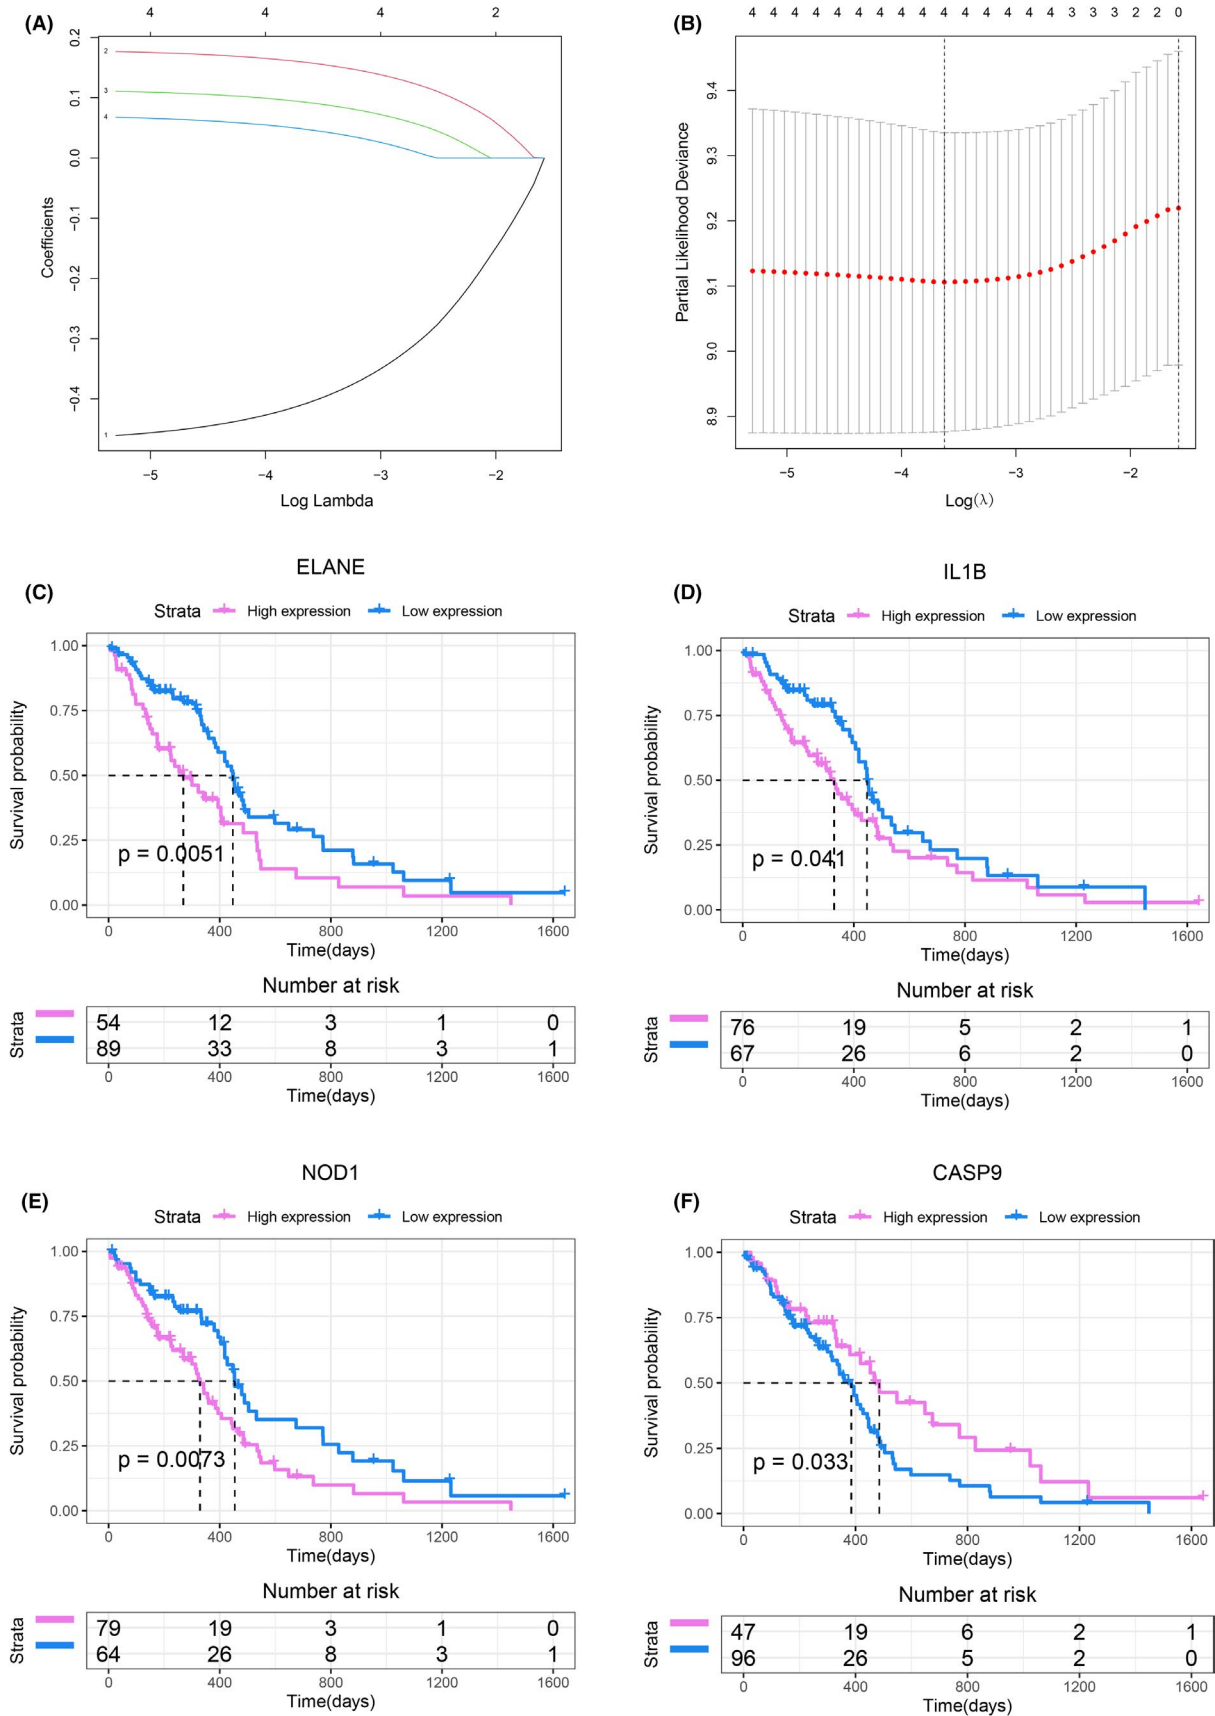 (A)
4 4 4 2
0.2
0.1
0.0
−0.1
−0.2
−0.3
−0.4
Coefficients
2
3
4
1
−5 −4 −3 −2
Log Lambda
(B)
4 4 4 4 4 4 4 4 4 4 4 4 4 4 4 3 3 3 2 2 0
9.4
9.3
9.2
9.1
9.0
8.9
Partial Likelihood Deviance
−5 −4 −3 −2
Log(λ)
(C)
ELANE
Strata High expression Low expression
1.00
0.75
0.50
0.25
0.00
Survival probability
p = 0.0051
0 400 800 1200 1600
Time(days)
Number at risk
Strata
54 12 3 1 0
89 33 8 3 1
0 400 800 1200 1600
Time(days)
(D)
IL1B
Strata High expression Low expression
1.00
0.75
0.50
0.25
0.00
Survival probability
p = 0.041
0 400 800 1200 1600
Time(days)
Number at risk
Strata
76 19 5 2 1
67 26 6 2 0
0 400 800 1200 1600
Time(days)
(E)
NOD1
Strata High expression Low expression
1.00
0.75
0.50
0.25
0.00
Survival probability
p = 0.0073
0 400 800 1200 1600
Time(days)
Number at risk
Strata
79 19 3 1 0
64 26 8 3 1
0 400 800 1200 1600
Time(days)
(F)
CASP9
Strata High expression Low expression
1.00
0.75
0.50
0.25
0.00
Survival probability
p = 0.033
0 400 800 1200 1600
Time(days)
Number at risk
Strata
47 19 6 2 1
96 26 5 2 0
0 400 800 1200 1600
Time(days)